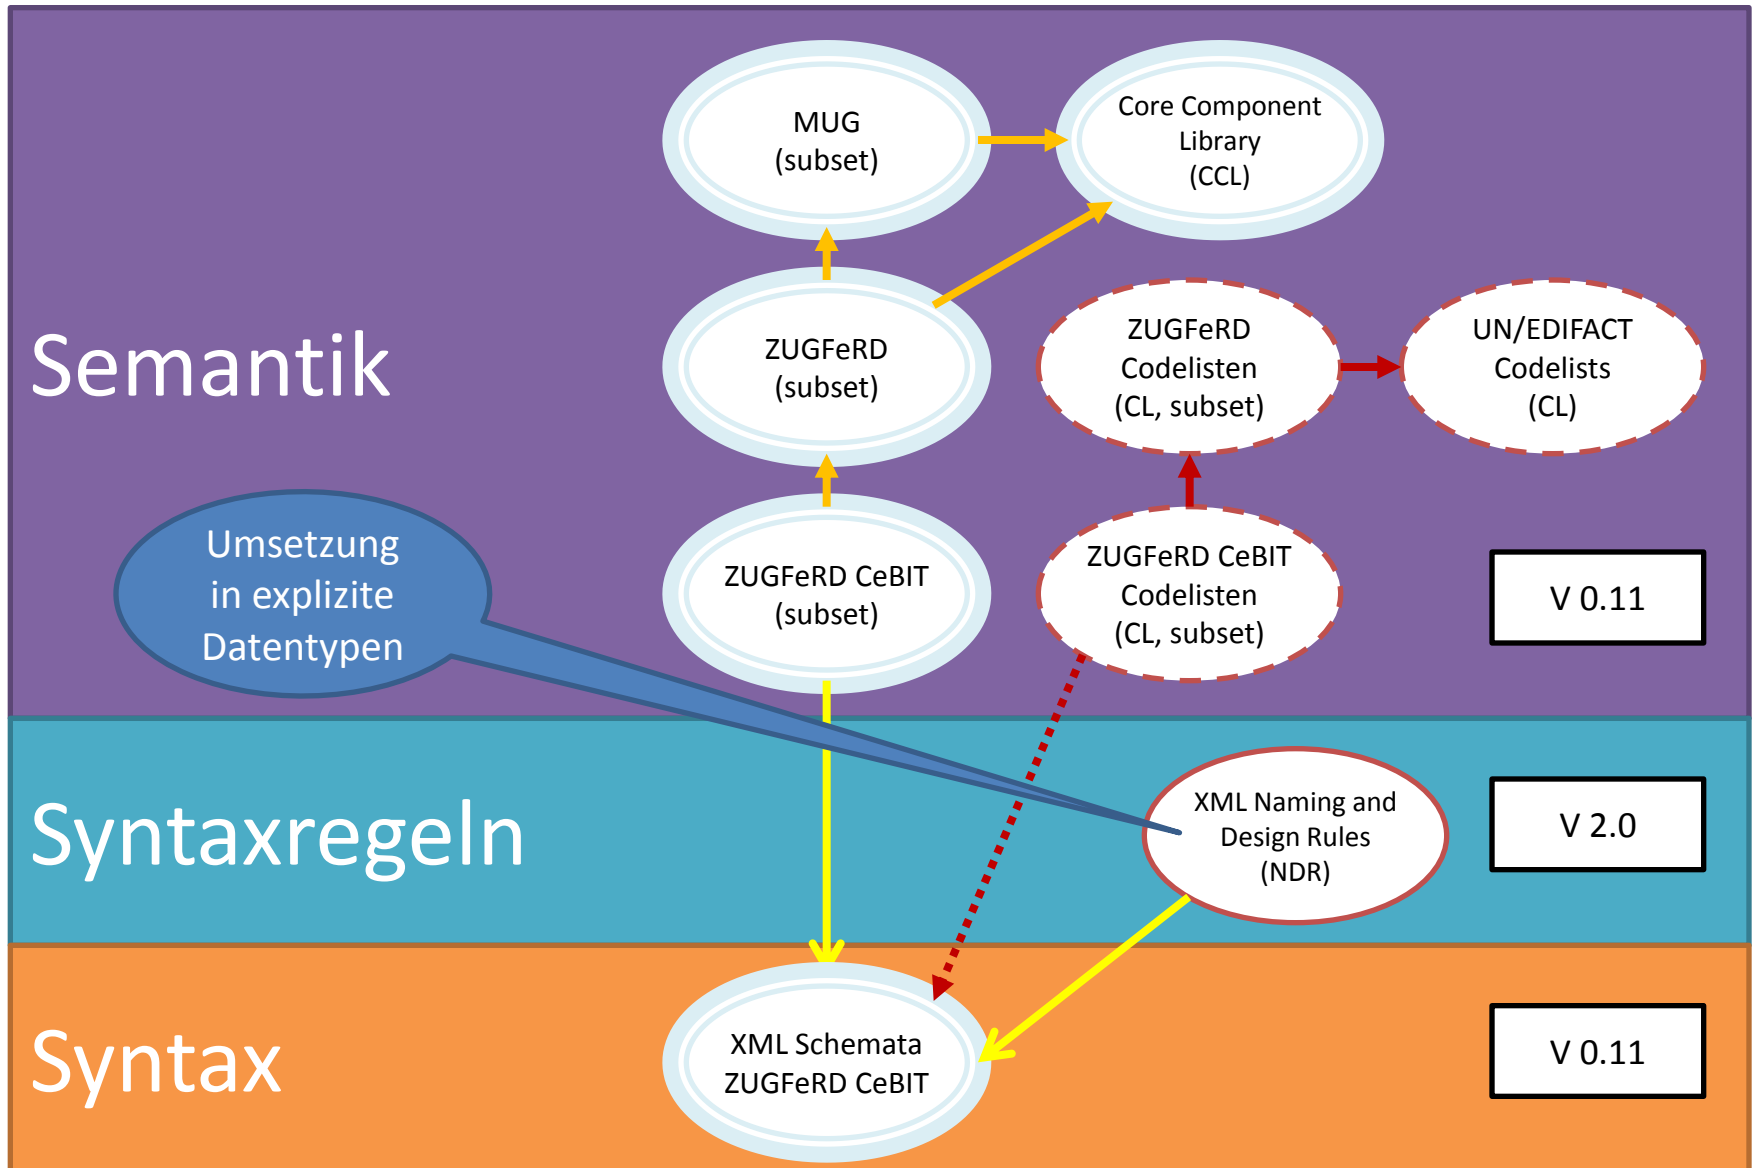 MUG
(subset)
Core Component
Library
(CCL)
Semantik
ZUGFeRD
(subset)
ZUGFeRD
Codelisten
(CL, subset)
UN/EDIFACT
Codelists
(CL)
Umsetzung
in explizite
Datentypen
ZUGFeRD CeBIT
(subset)
ZUGFeRD CeBIT
Codelisten
(CL, subset)
V 0.11
Syntaxregeln
XML Naming and
Design Rules
(NDR)
V 2.0
Syntax
XML Schemata
ZUGFeRD CeBIT
V 0.11